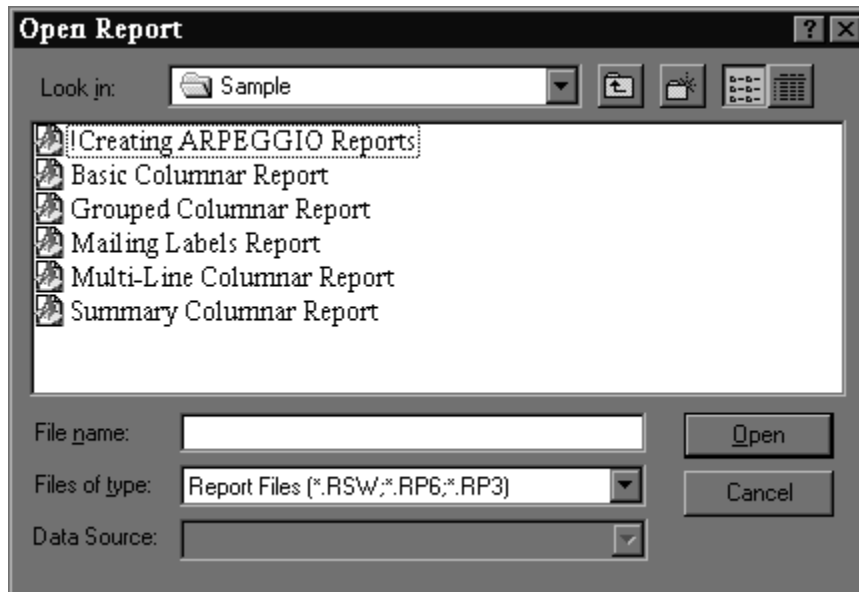 Open Report
Look in: Sample
!Creating ARPEGGIO Reports
Basic Columnar Report
Grouped Columnar Report
Mailing Labels Report
Multi-Line Columnar Report
Summary Columnar Report
File name: Open
Files of type: Report Files (*.RSW;*.RP6;*.RP3) Cancel
Data Source: